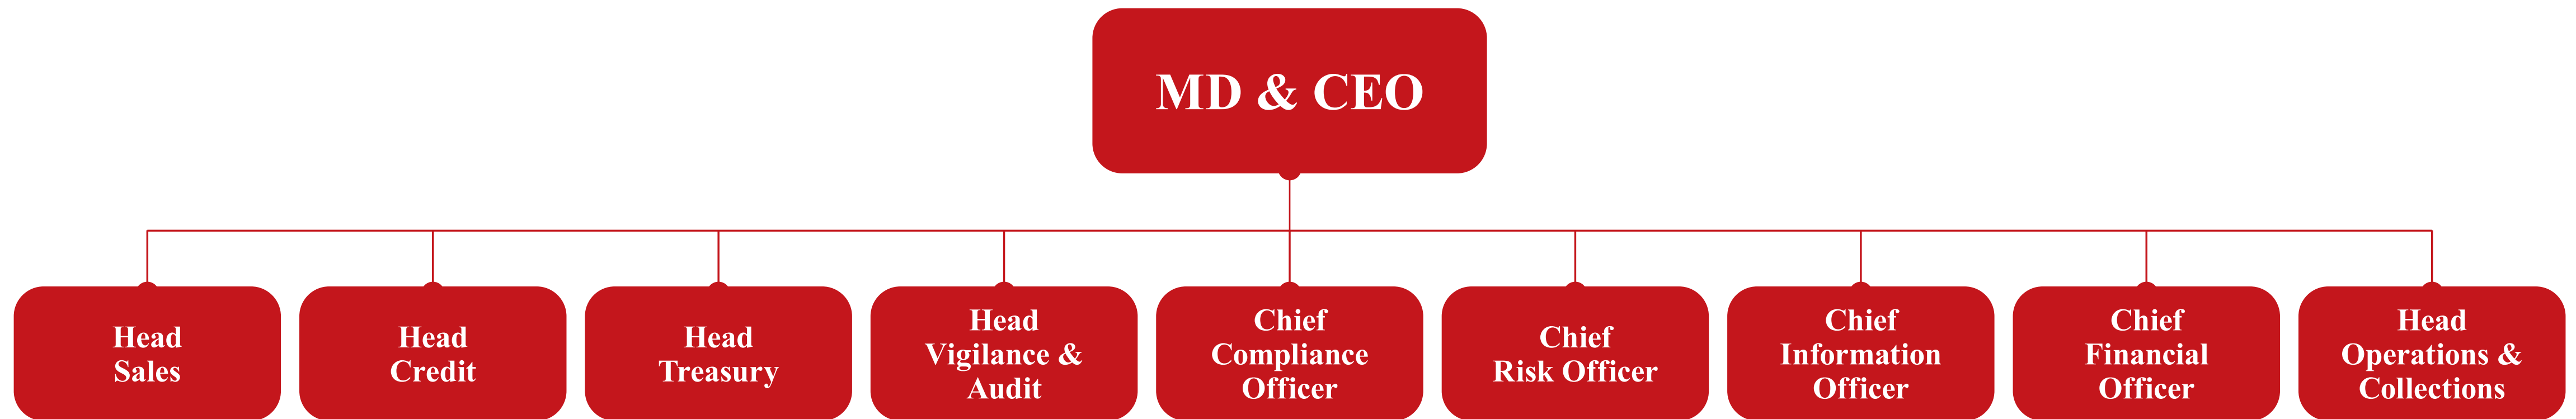 MD & CEO
Head
Sales
Head
Credit
Head
Treasury
Head
Vigilance &
Audit
Chief
Compliance
Officer
Chief
Risk Officer
Chief
Information
Officer
Chief
Financial
Officer
Head
Operations &
Collections